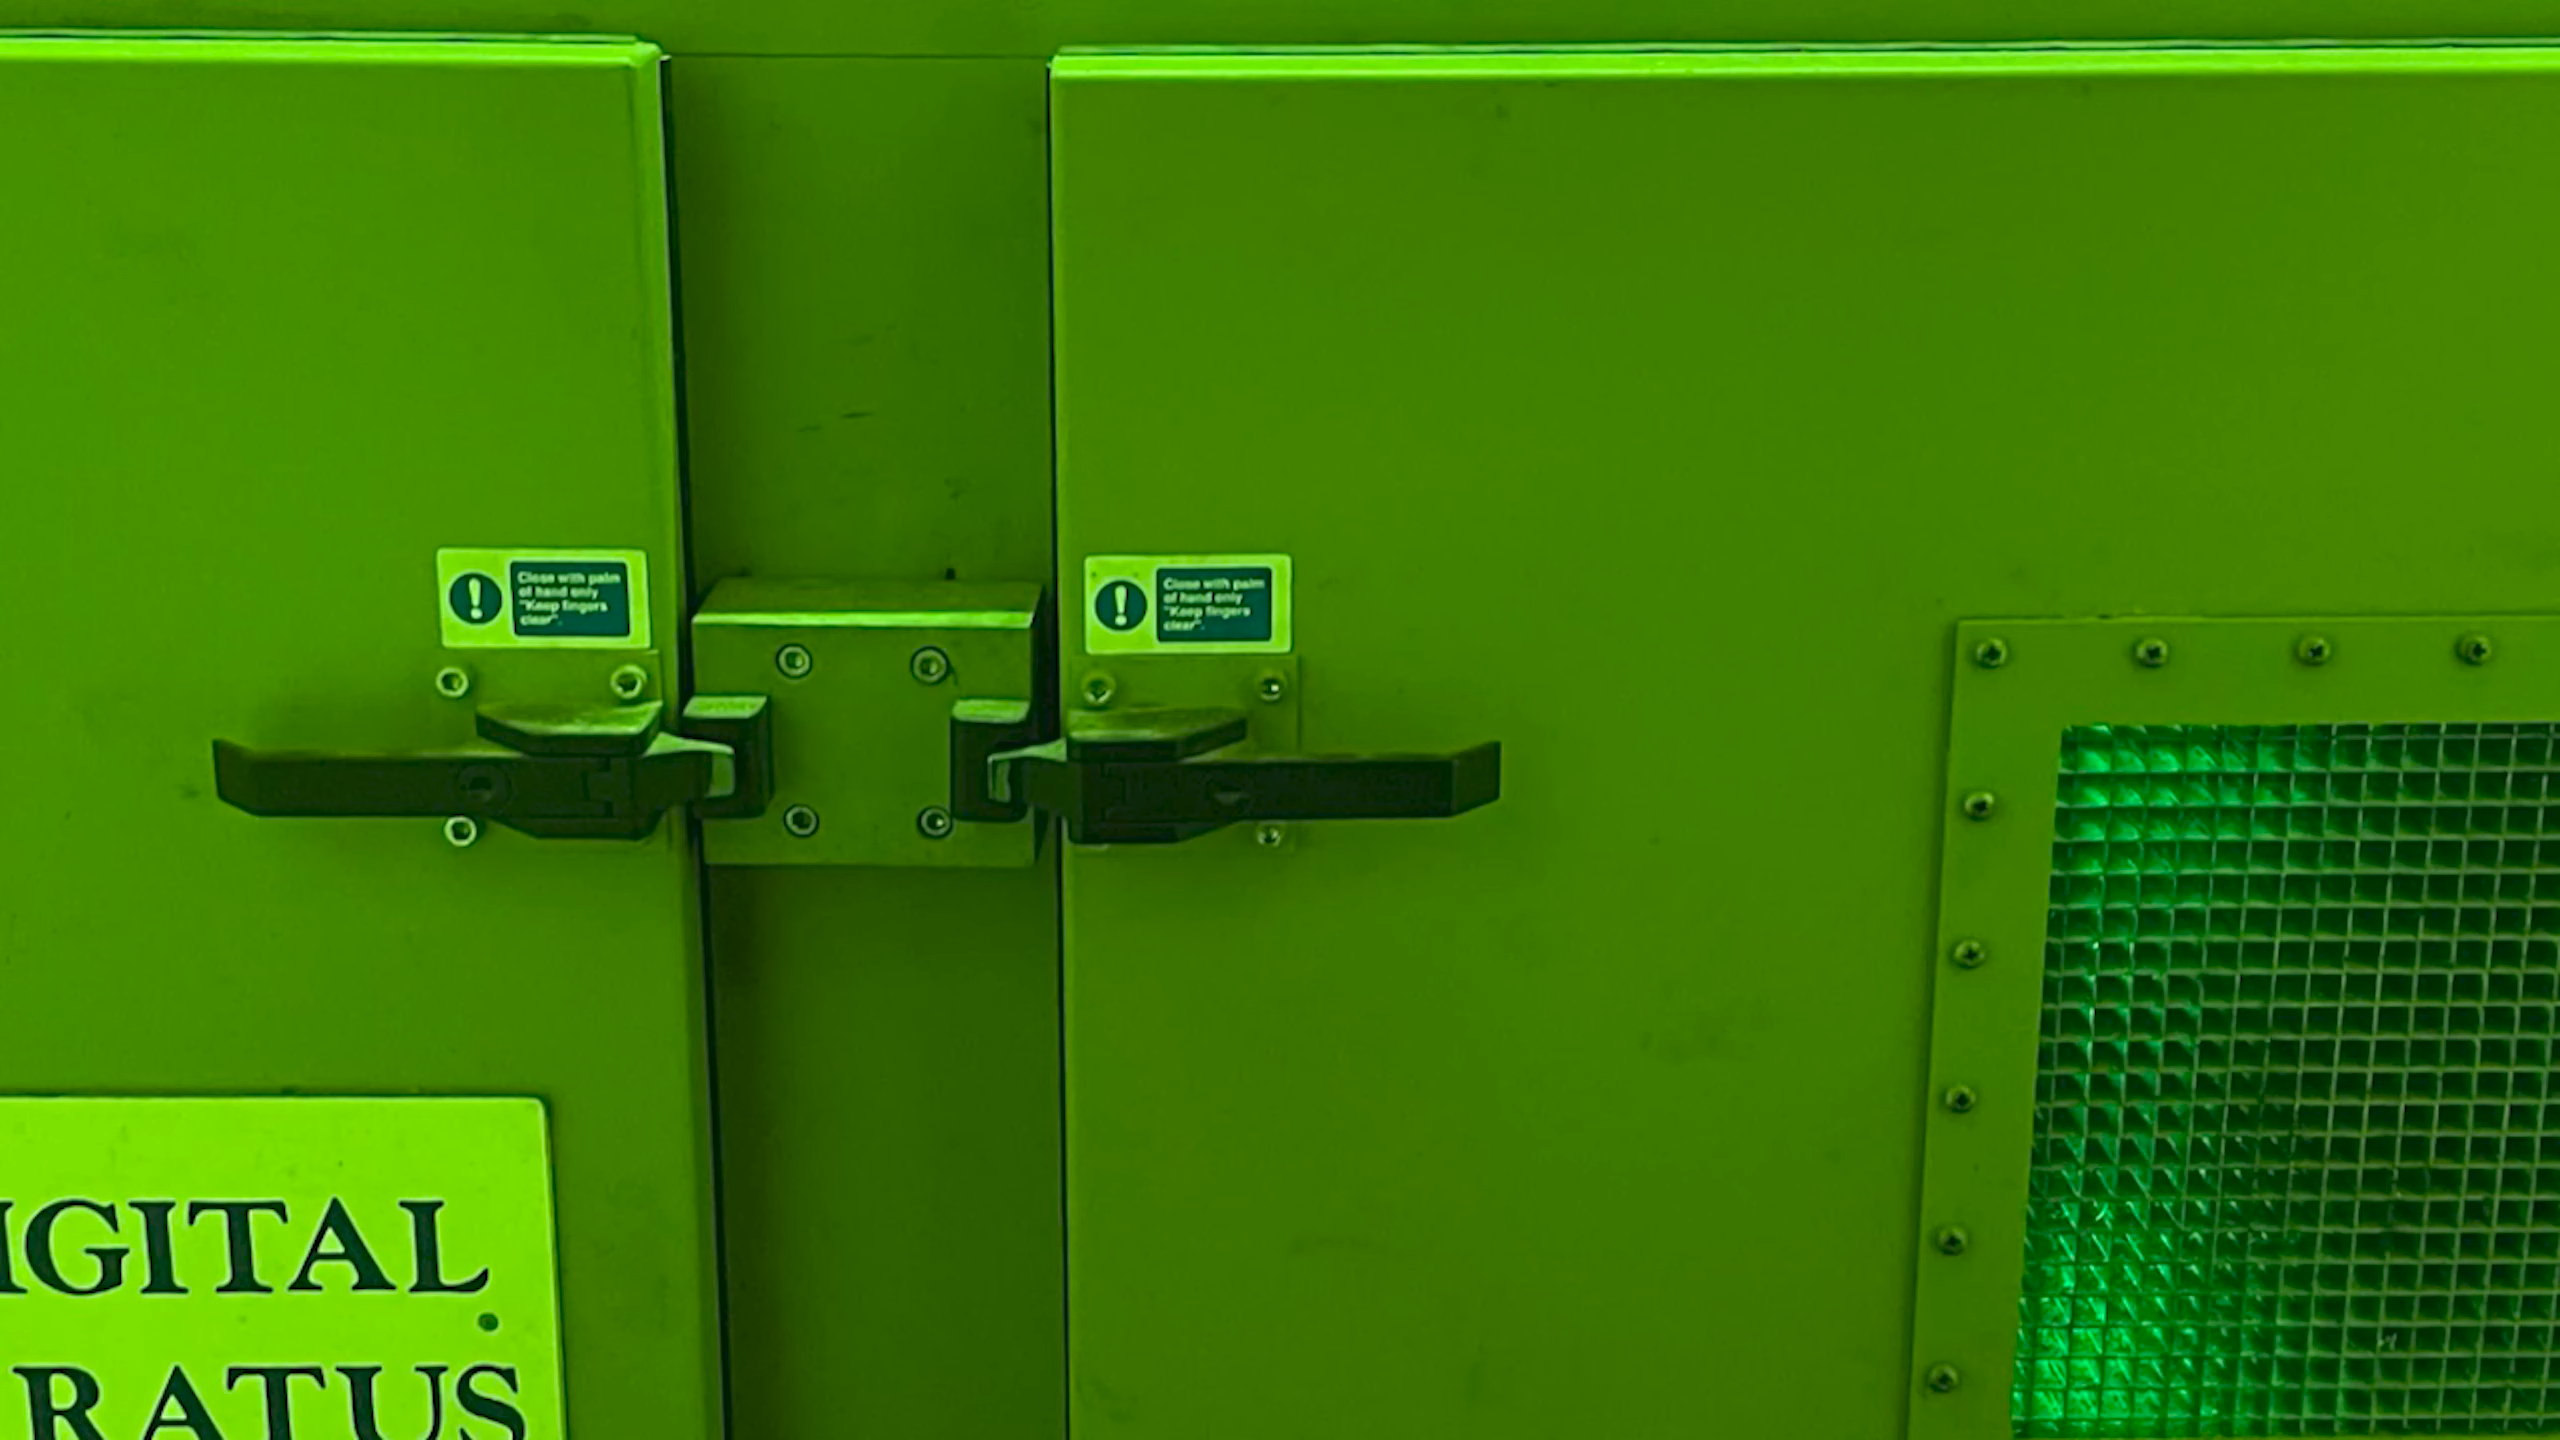 Close with palm
of hand only
"Keep fingers
clear".
Close with palm
of hand only
"Keep fingers
clear".
IGITAL
RATUS